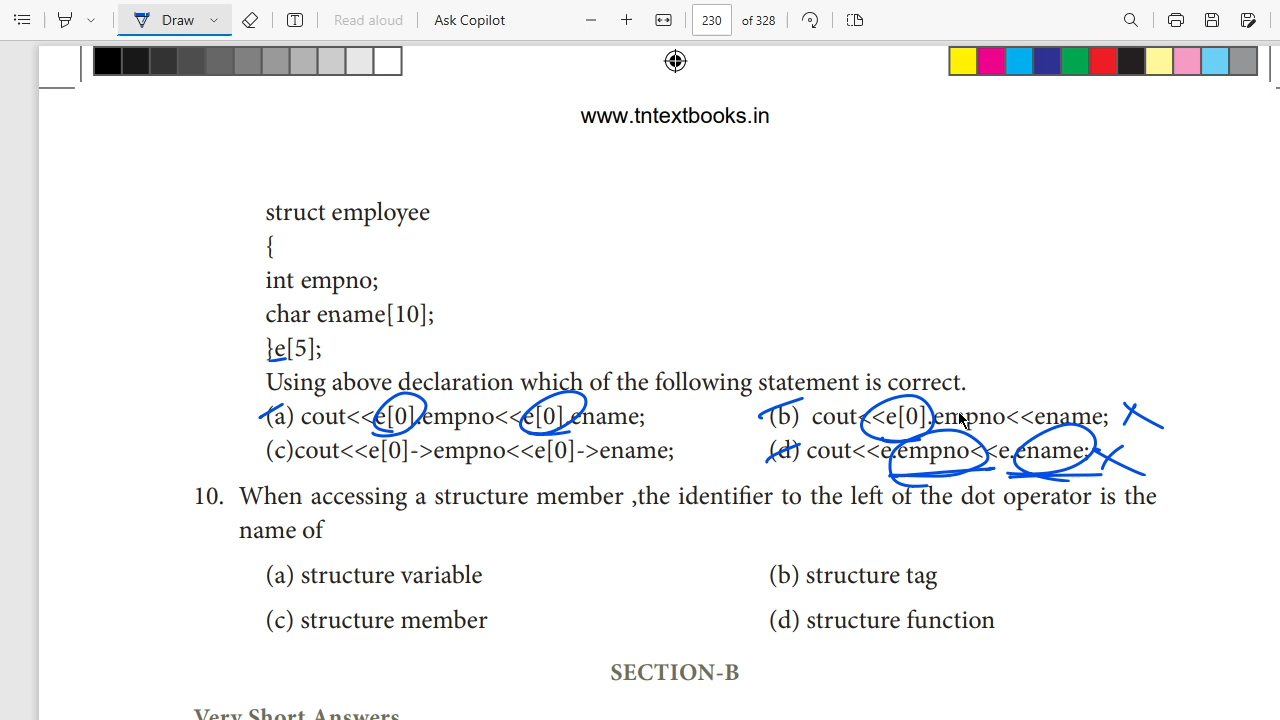 Draw
Read aloud
Ask Copilot
230 of 328
www.tntextbooks.in
struct employee
{
int empno;
char ename[10];
}e[5];
Using above declaration which of the following statement is correct.
(a) cout<<e[0].empno<<e[0].ename; (b) cout<<e[0].empno<<ename;
(c)cout<<e[0]->empno<<e[0]->ename; (d) cout<<e.empno<<e.ename;
10. When accessing a structure member ,the identifier to the left of the dot operator is the
name of
(a) structure variable (b) structure tag
(c) structure member (d) structure function
SECTION-B
Very Short Answers